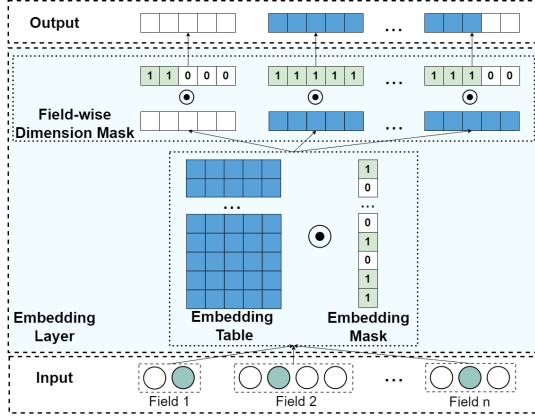 Output
...
1 1 0 0 0
1 1 1 1 1
1 1 1 0 0
Field-wise
Dimension Mask
...
1
0
...
0
1
0
1
1
...
Embedding
Layer
Embedding
Table
Embedding
Mask
Input
...
Field 1
Field 2
Field n